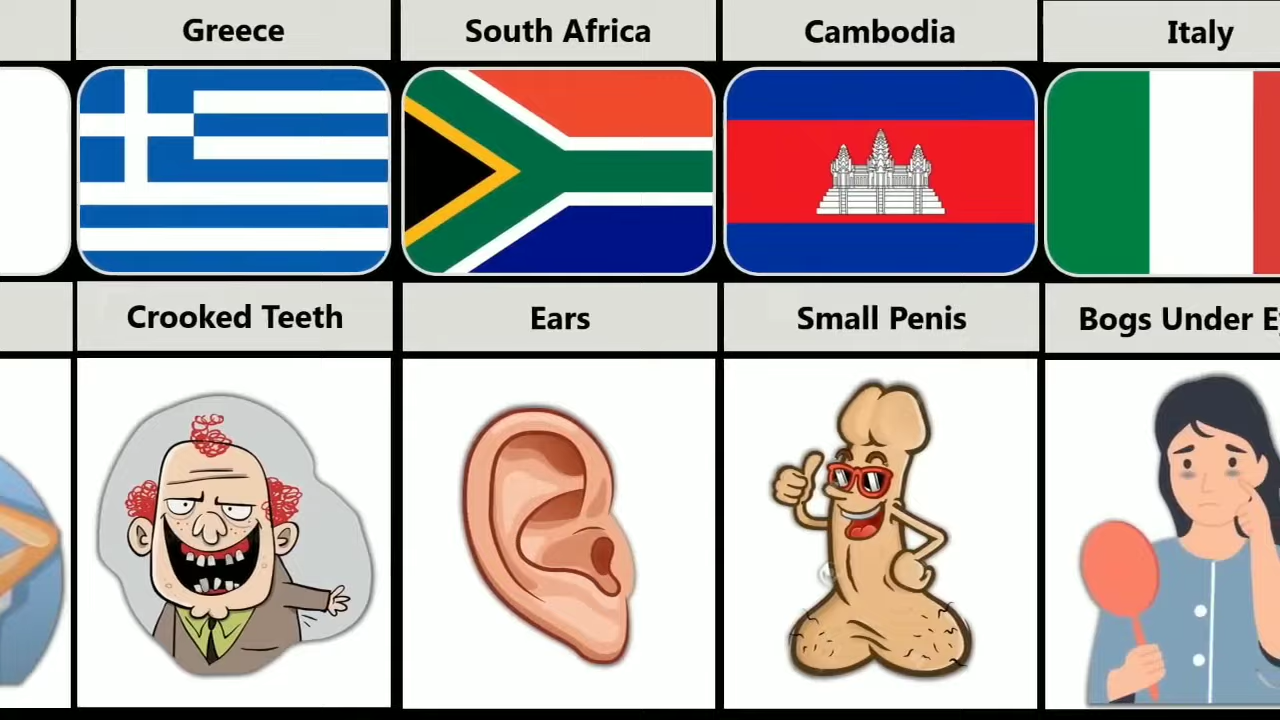 Greece
South Africa
Cambodia
Italy
Crooked Teeth
Ears
Small Penis
Bogs Under